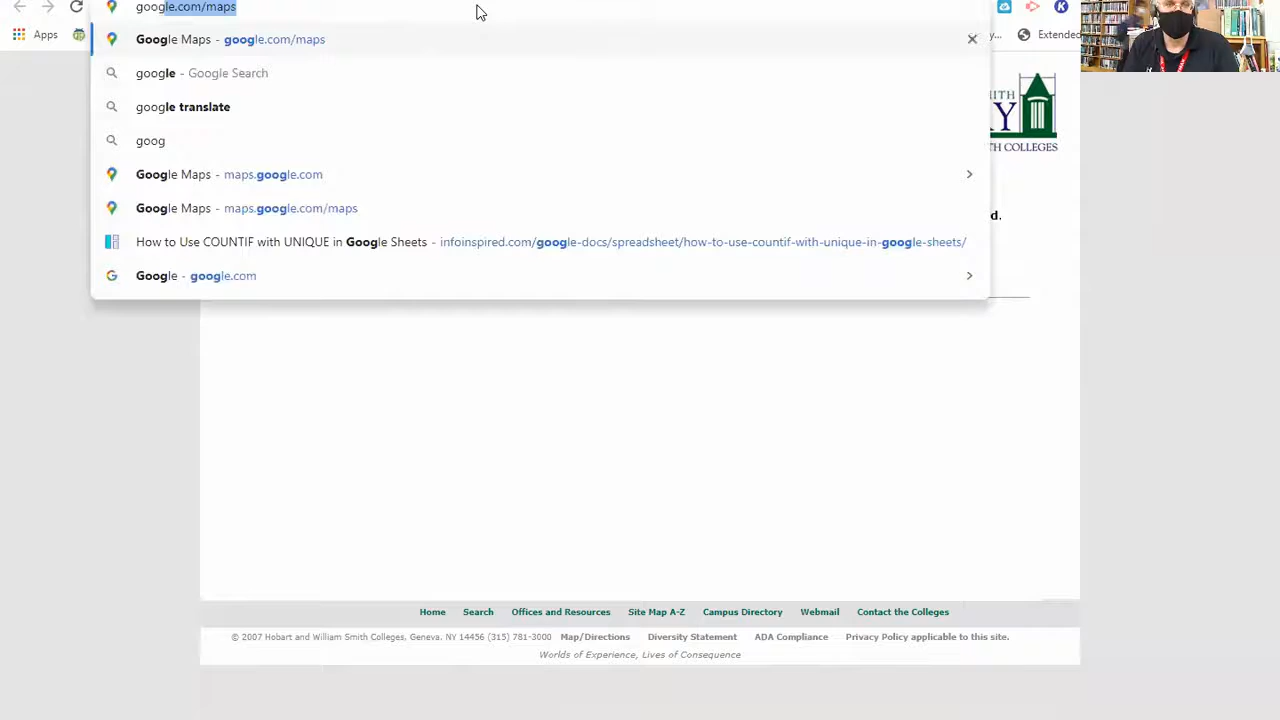 google.com/maps
Apps
y...
Extended
Google Maps - google.com/maps
google - Google Search
google translate
goog
Google Maps - maps.google.com
Google Maps - maps.google.com/maps
How to Use COUNTIF with UNIQUE in Google Sheets - infoinspired.com/google-docs/spreadsheet/how-to-use-countif-with-unique-in-google-sheets/
Google - google.com
MITH
Y
TH COLLEGES
d.
Home Search Offices and Resources Site Map A-Z Campus Directory Webmail Contact the Colleges
© 2007 Hobart and William Smith Colleges, Geneva. NY 14456 (315) 781-3000 Map/Directions Diversity Statement ADA Compliance Privacy Policy applicable to this site.
Worlds of Experience, Lives of Consequence